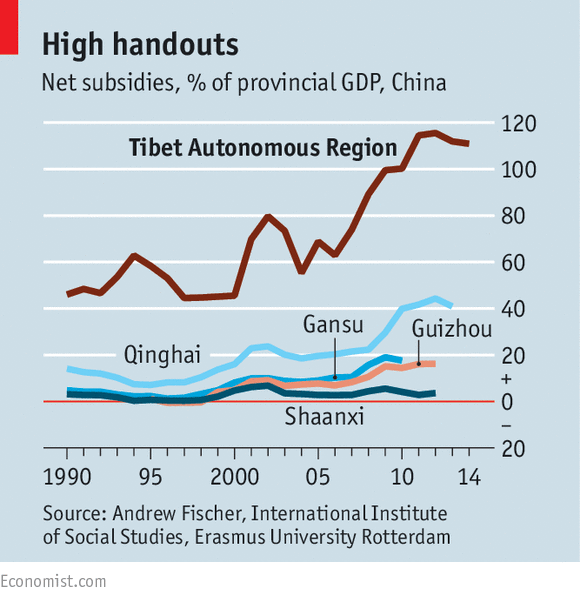 High handouts
Net subsidies, % of provincial GDP, China
120
Tibet Autonomous Region
100
80
60
40
Gansu
Guizhou
Qinghai
20
+
0
Shaanxi
–
20
1990 95 2000 05 10 14
Source: Andrew Fischer, International Institute
of Social Studies, Erasmus University Rotterdam
Economist.com